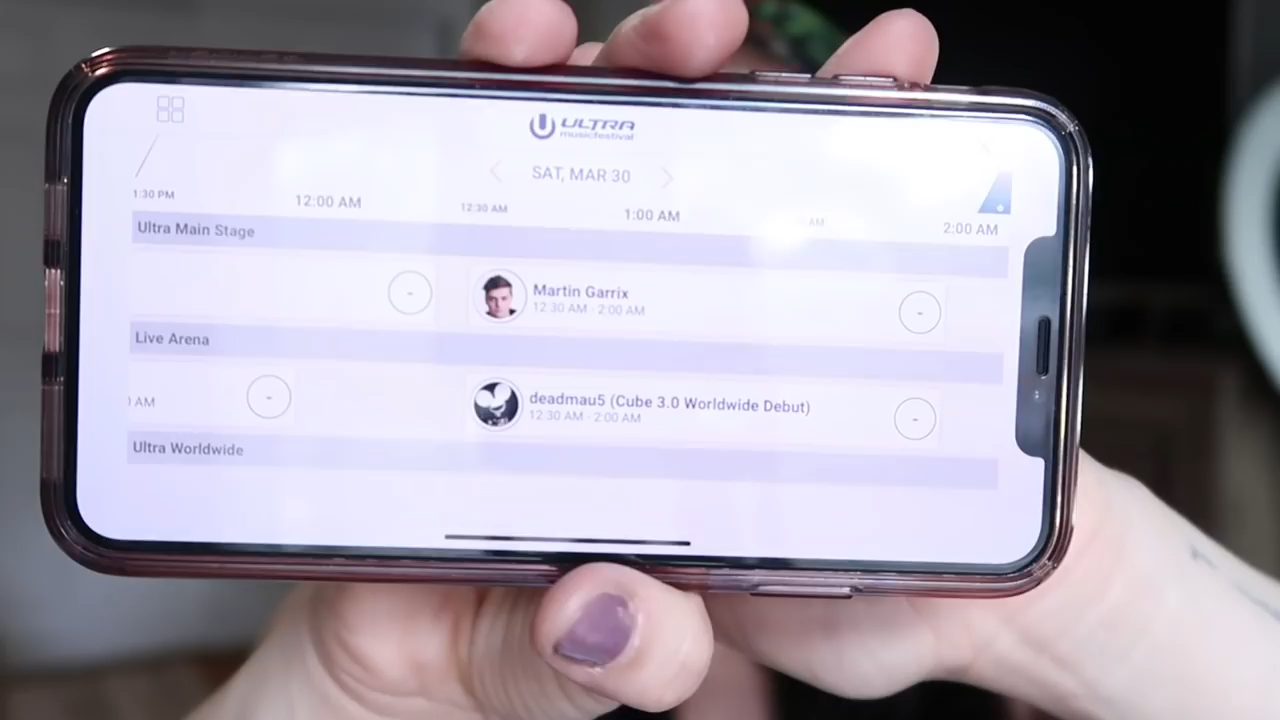 ULTRA
musicfestival
SAT, MAR 30
1:30 PM 12:00 AM 12:30 AM 1:00 AM AM 2:00 AM
Ultra Main Stage
Martin Garrix
12:30 AM - 2:00 AM
Live Arena
AM
deadmau5 (Cube 3.0 Worldwide Debut)
12:30 AM - 2:00 AM
Ultra Worldwide